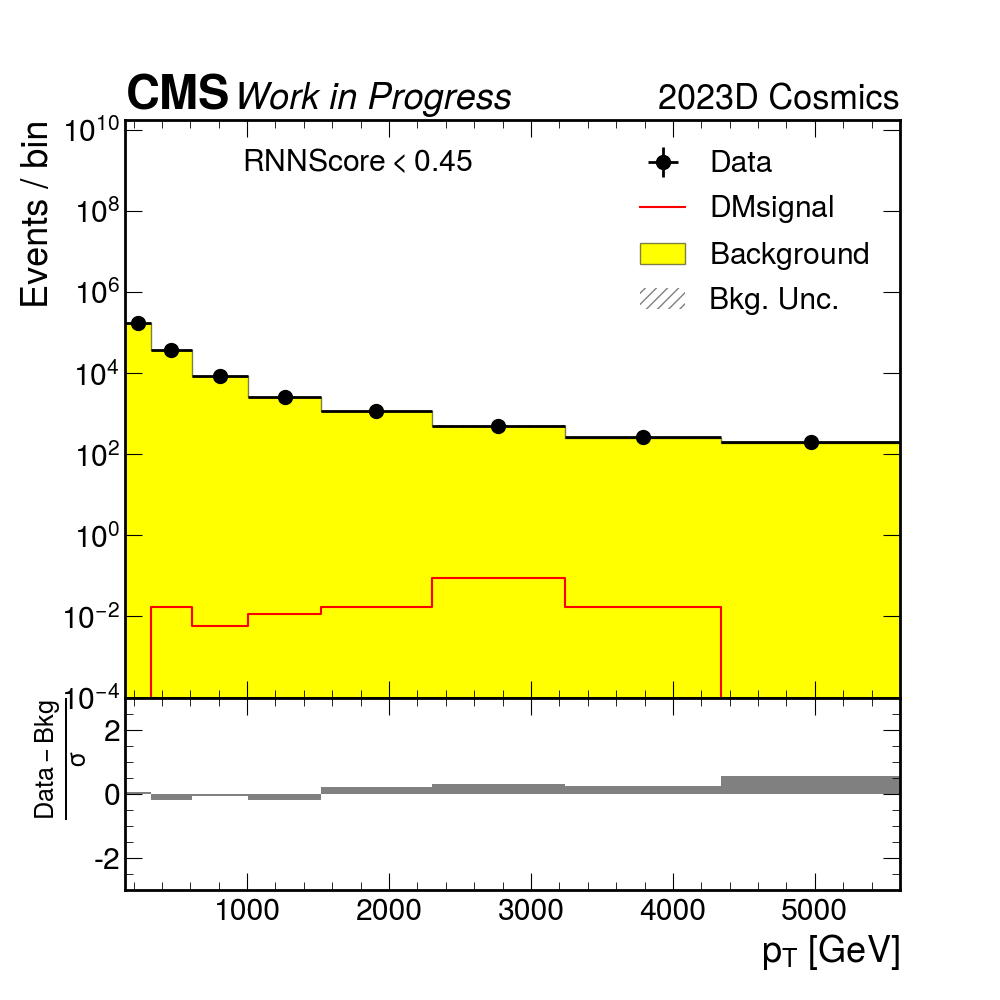 CMS Work in Progress 2023D Cosmics
Events / bin
10^10
10^8
10^6
10^4
10^2
10^0
10^−2
10^−4
RNNScore < 0.45
Data
DMsignal
Background
Bkg. Unc.
Data – Bkg
σ
2
0
-2
1000 2000 3000 4000 5000
p_T [GeV]